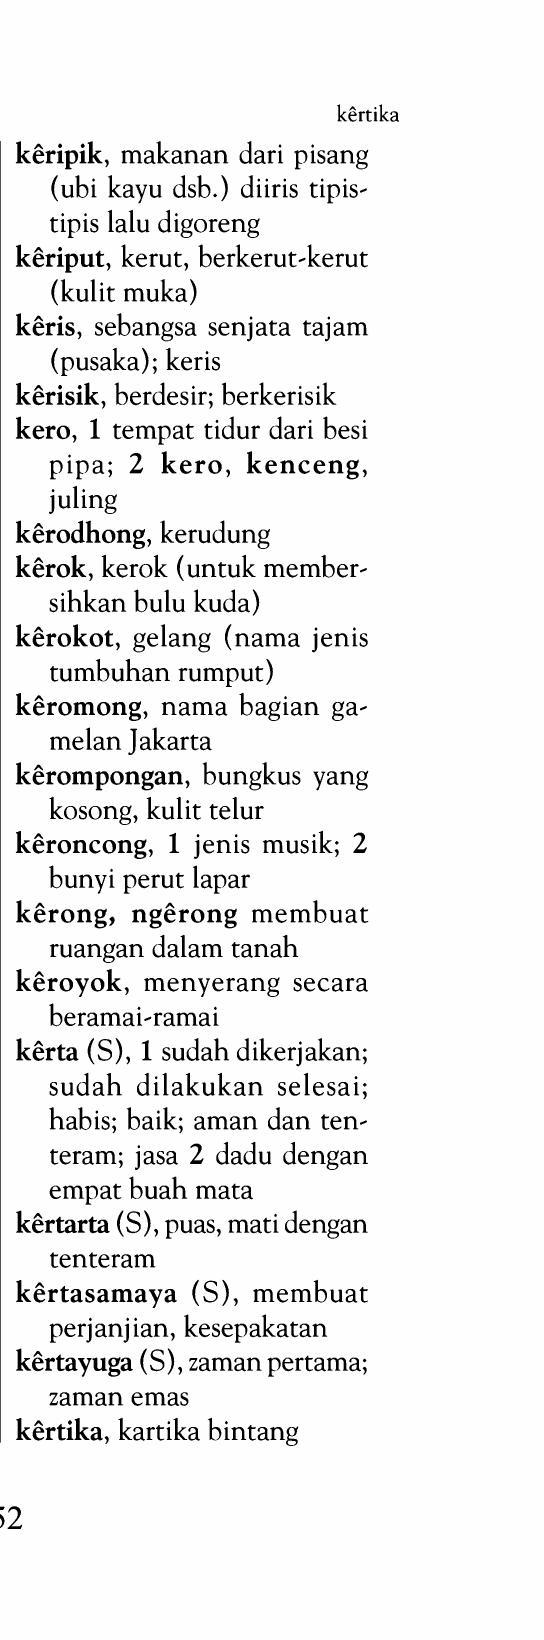 kêrtika
kêripik, makanan dari pisang
(ubi kayu dsb.) diiris tipis-
tipis lalu digoreng
kêriput, kerut, berkerut-kerut
(kulit muka)
kêris, sebangsa senjata tajam
(pusaka); keris
kêrisik, berdesir; berkerisik
kero, 1 tempat tidur dari besi
pipa; 2 kero, kenceng,
juling
kêrodhong, kerudung
kêrok, kerok (untuk member-
sihkan bulu kuda)
kêrokot, gelang (nama jenis
tumbuhan rumput)
kêromong, nama bagian ga-
melan Jakarta
kêrompongan, bungkus yang
kosong, kulit telur
kêroncong, 1 jenis musik; 2
bunyi perut lapar
kêrong, ngêrong membuat
ruangan dalam tanah
kêroyok, menyerang secara
beramai-ramai
kêrta (S), 1 sudah dikerjakan;
sudah dilakukan selesai;
habis; baik; aman dan ten-
teram; jasa 2 dadu dengan
empat buah mata
kêrtarta (S), puas, mati dengan
tenteram
kêrtasamaya (S), membuat
perjanjian, kesepakatan
kêrtayuga (S), zaman pertama;
zaman emas
kêrtika, kartika bintang
52